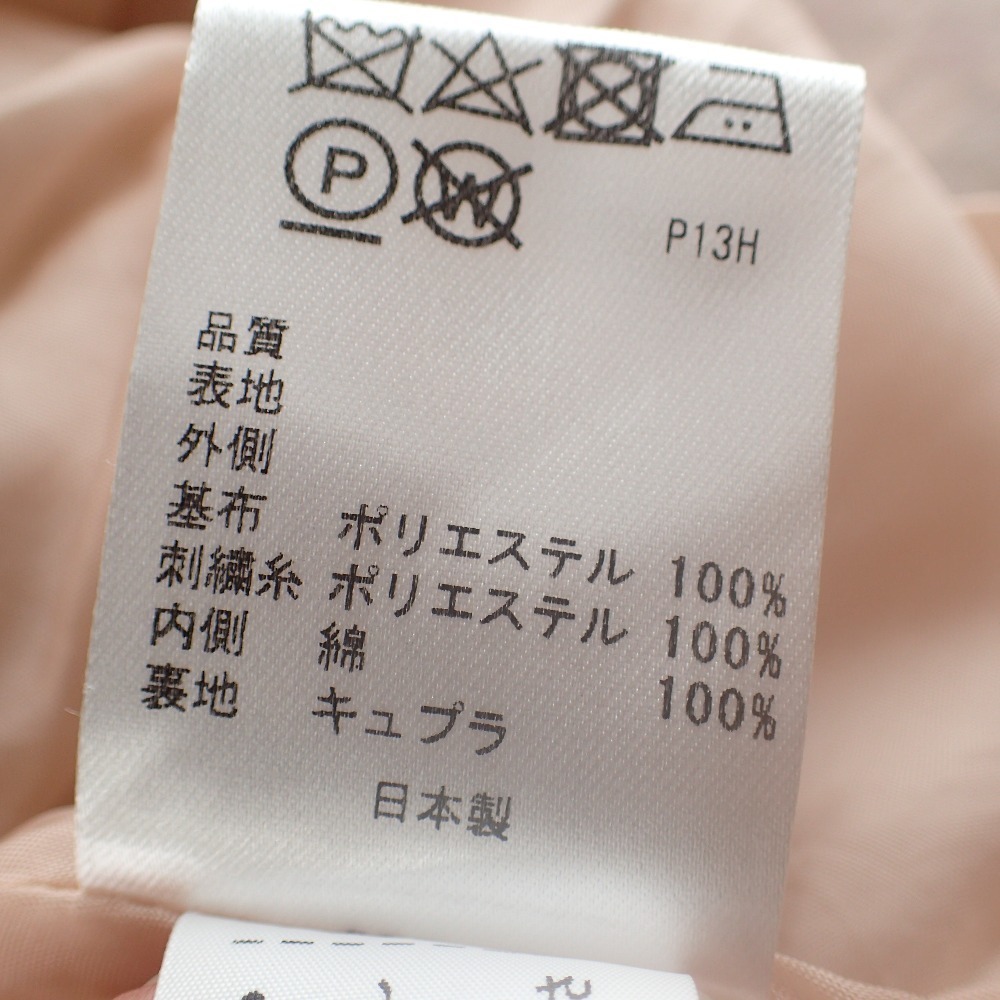 P W P13H
品質
表地
外側
基布 ポリエステル 100%
刺繍糸 ポリエステル 100%
内側 綿 100%
裏地 キュプラ
日本製